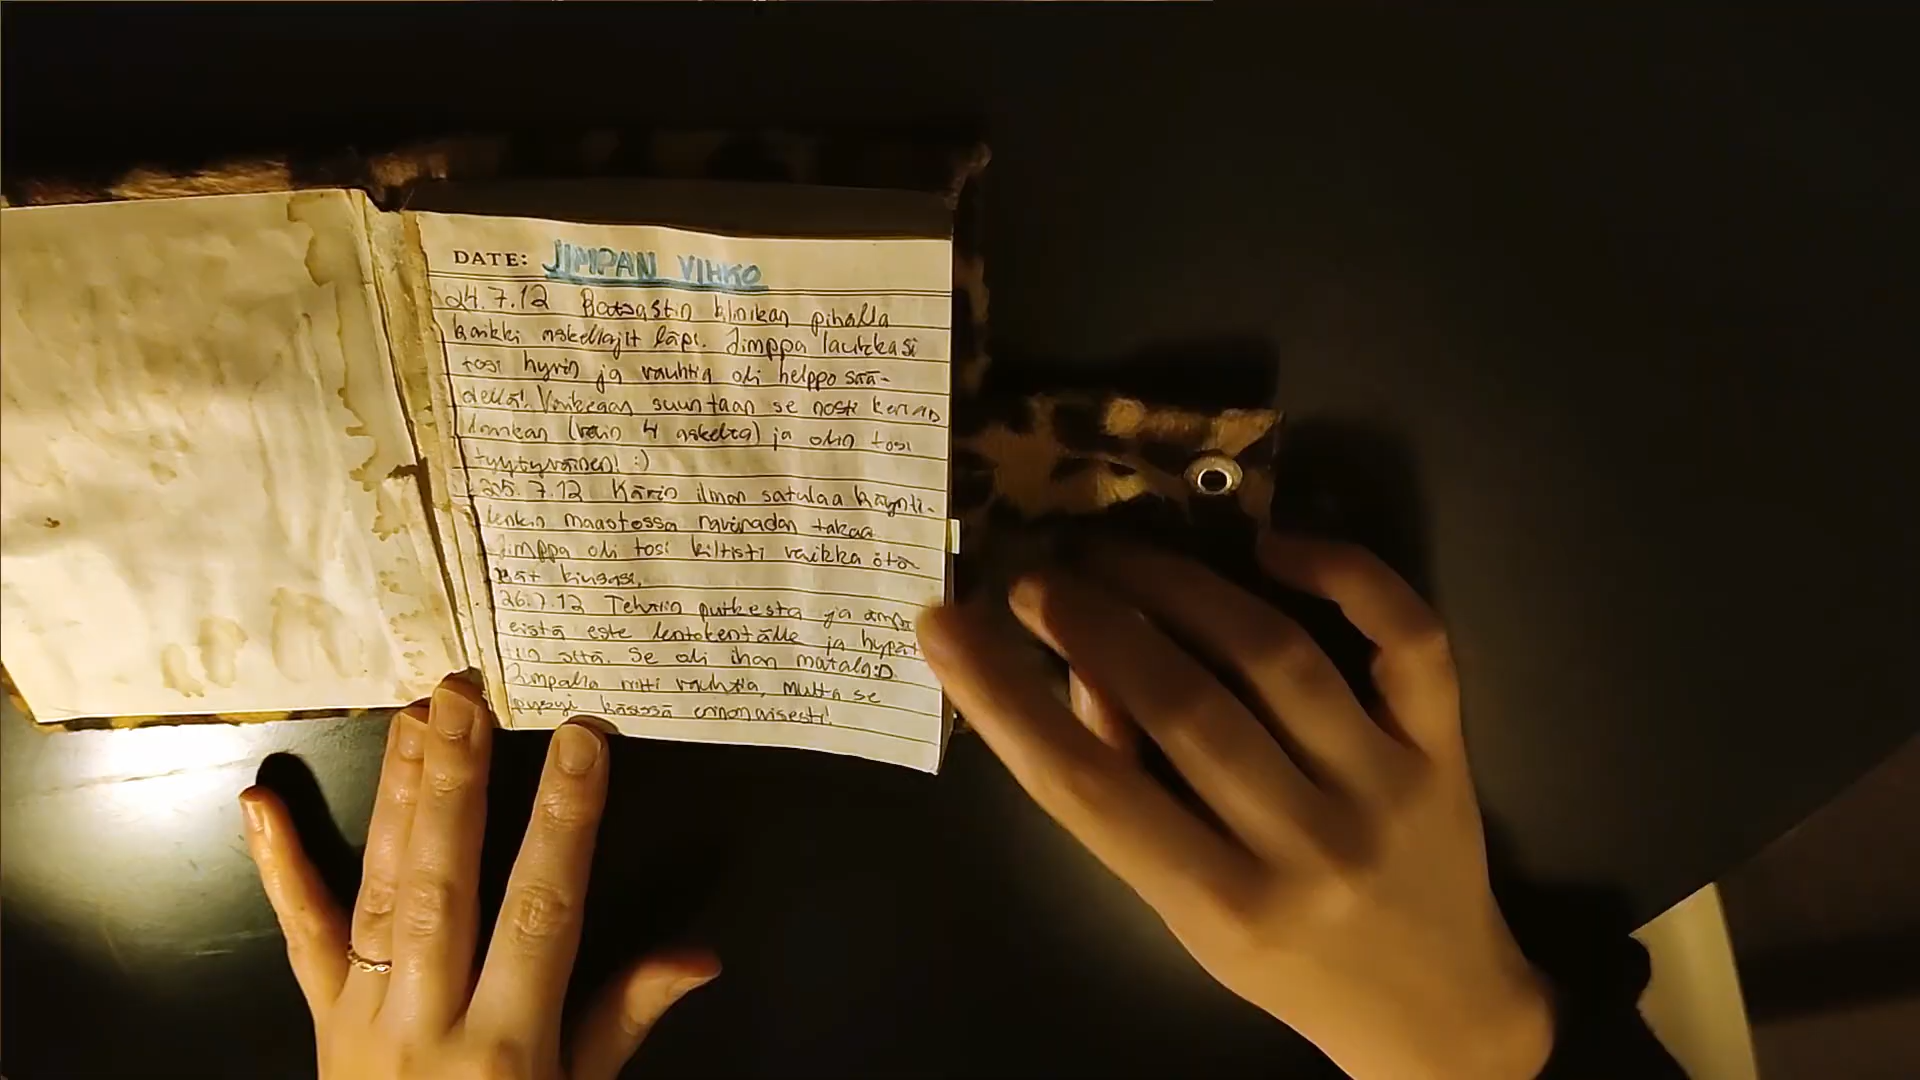 DATE: JIMPAN VIHKO
24.7.12 Ratsastin klinikan pihalla
kaikki askellajit läpi. Jimppa laukkasi
tosi hyvin ja vauhtia oli helppo sää-
dellä! Vaikeaan suuntaan se nosti kerran
laukan (vain 4 askelta) ja olin tosi
tyytyväinen! :)
25.7.12 Kävin ilman satulaa käynti-
lenkin maastossa raviradan takaa
Jimppa oli tosi kiltisti vaikka ötö-
kät kiusasi.
26.7.12 Tehtiin putkesta ja
eistä este lentokentälle ja hypät
tiin sitä. Se oli ihan matala:D
Jimpalla riitti vauhtia, mutta se
pysyi käsissä erinomaisesti!